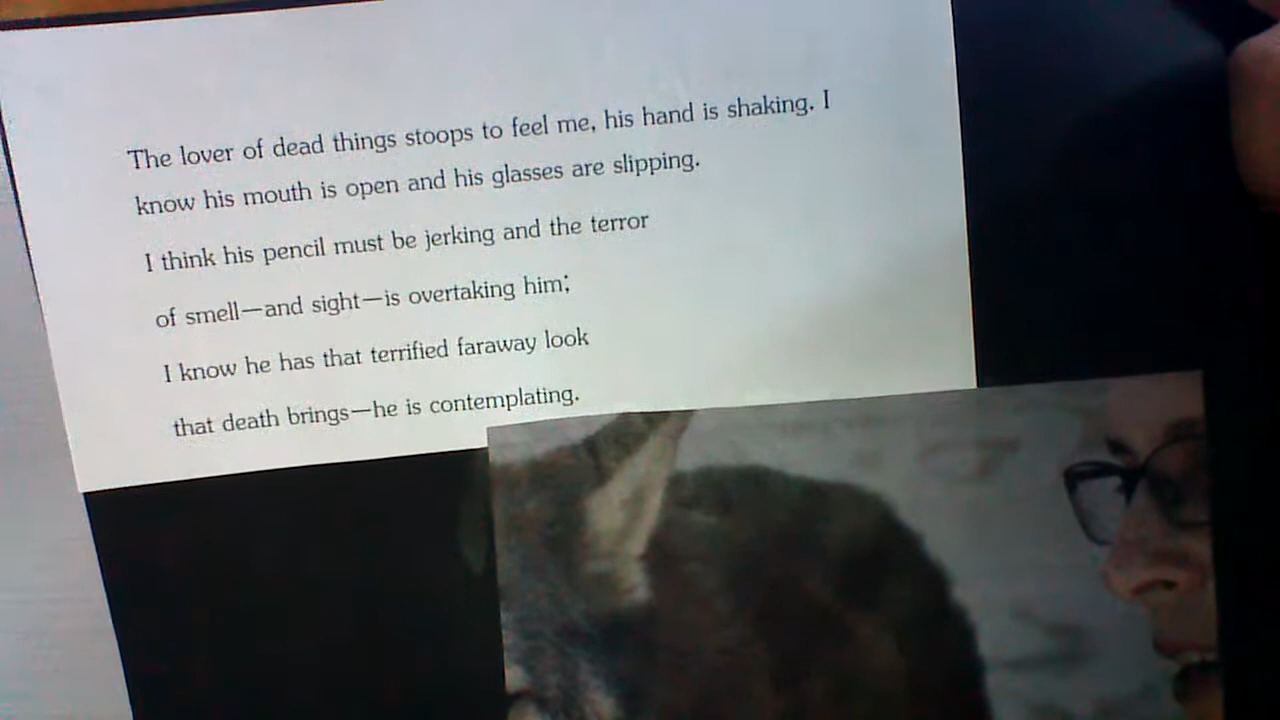 The lover of dead things stoops to feel me, his hand is shaking. I
know his mouth is open and his glasses are slipping.
I think his pencil must be jerking and the terror
of smell—and sight—is overtaking him;
I know he has that terrified faraway look
that death brings—he is contemplating.